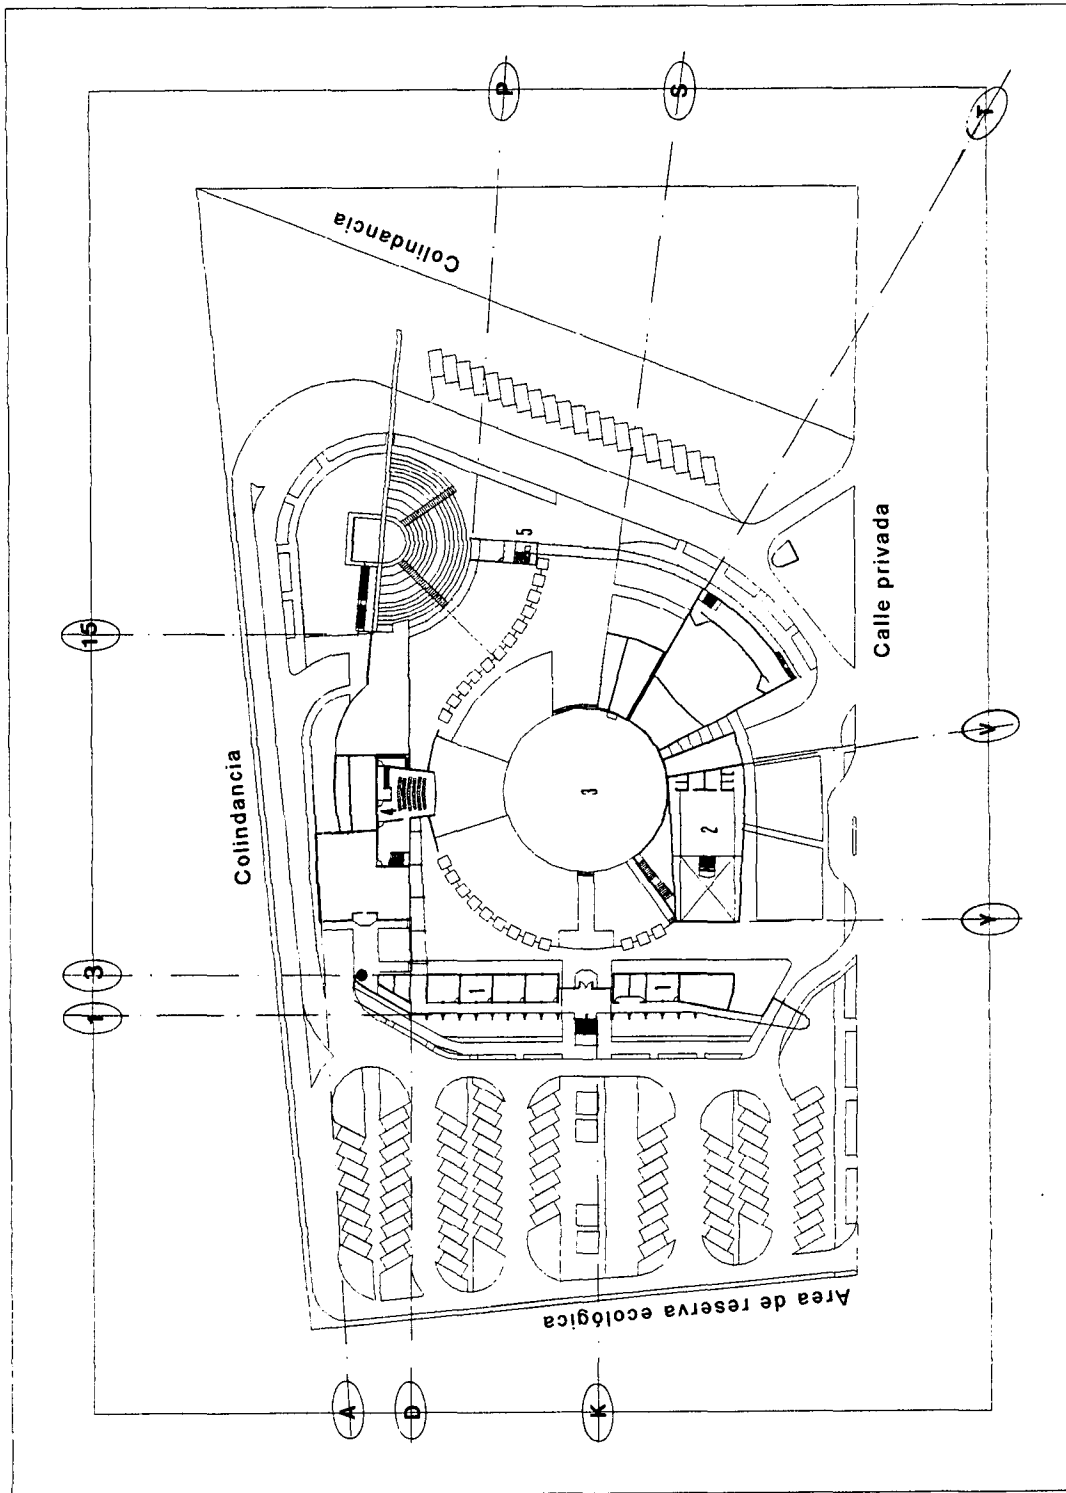 1
3
15
Colindancia
A
Colindancia
D
1
P
5
Area de reserva ecológica
3
K
1
S
2
Calle privada
Y
V
T